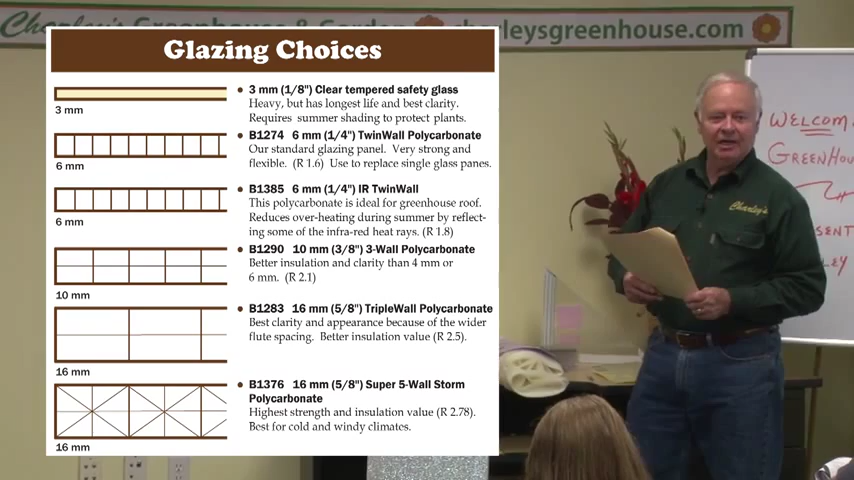 Charley's Greenhouse & Garden charleysgreenhouse.com
Glazing Choices
3 mm
• 3 mm (1/8") Clear tempered safety glass
Heavy, but has longest life and best clarity.
Requires summer shading to protect plants.
6 mm
• B1274 6 mm (1/4") TwinWall Polycarbonate
Our standard glazing panel. Very strong and
flexible. (R 1.6) Use to replace single glass panes.
6 mm
• B1385 6 mm (1/4") IR TwinWall
This polycarbonate is ideal for greenhouse roof.
Reduces over-heating during summer by reflect-
ing some of the infra-red heat rays. (R 1.8)
10 mm
• B1290 10 mm (3/8") 3-Wall Polycarbonate
Better insulation and clarity than 4 mm or
6 mm. (R 2.1)
16 mm
• B1283 16 mm (5/8") TripleWall Polycarbonate
Best clarity and appearance because of the wider
flute spacing. Better insulation value (R 2.5).
16 mm
• B1376 16 mm (5/8") Super 5-Wall Storm
Polycarbonate
Highest strength and insulation value (R 2.78).
Best for cold and windy climates.
Charley's
WELCOM
GREENHOU
SENT
LEY